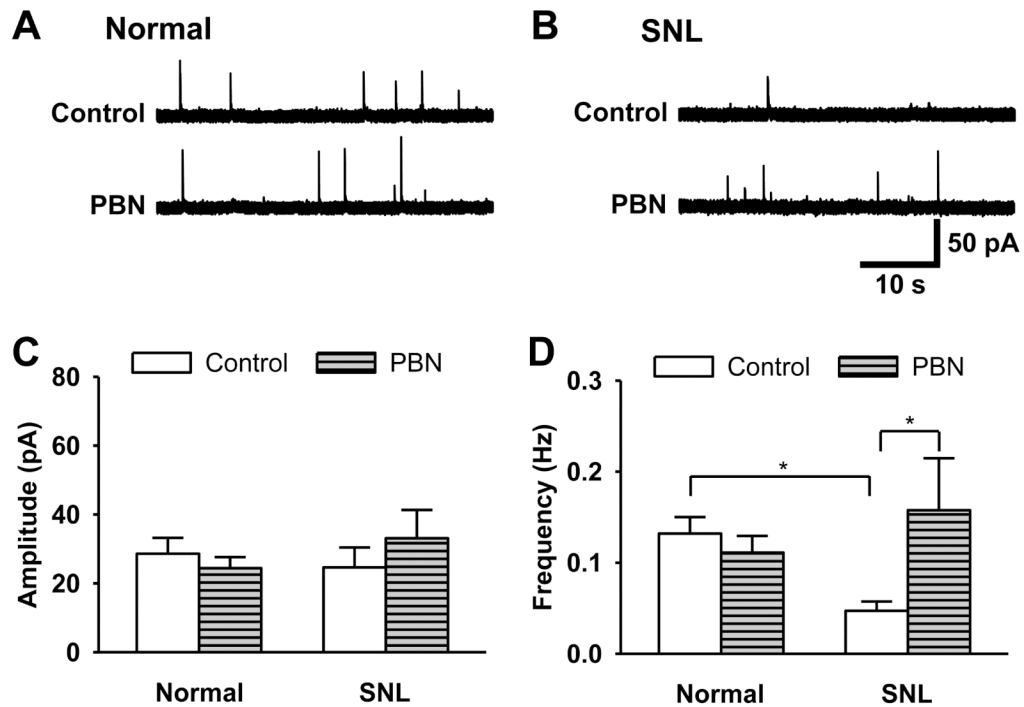 A Normal
Control
PBN
B SNL
Control
PBN
50 pA
10 s
C Control PBN
Amplitude (pA)
80
60
40
20
0
Normal SNL
D Control PBN
Frequency (Hz)
0.3
0.2
0.1
0.0
* *
Normal SNL